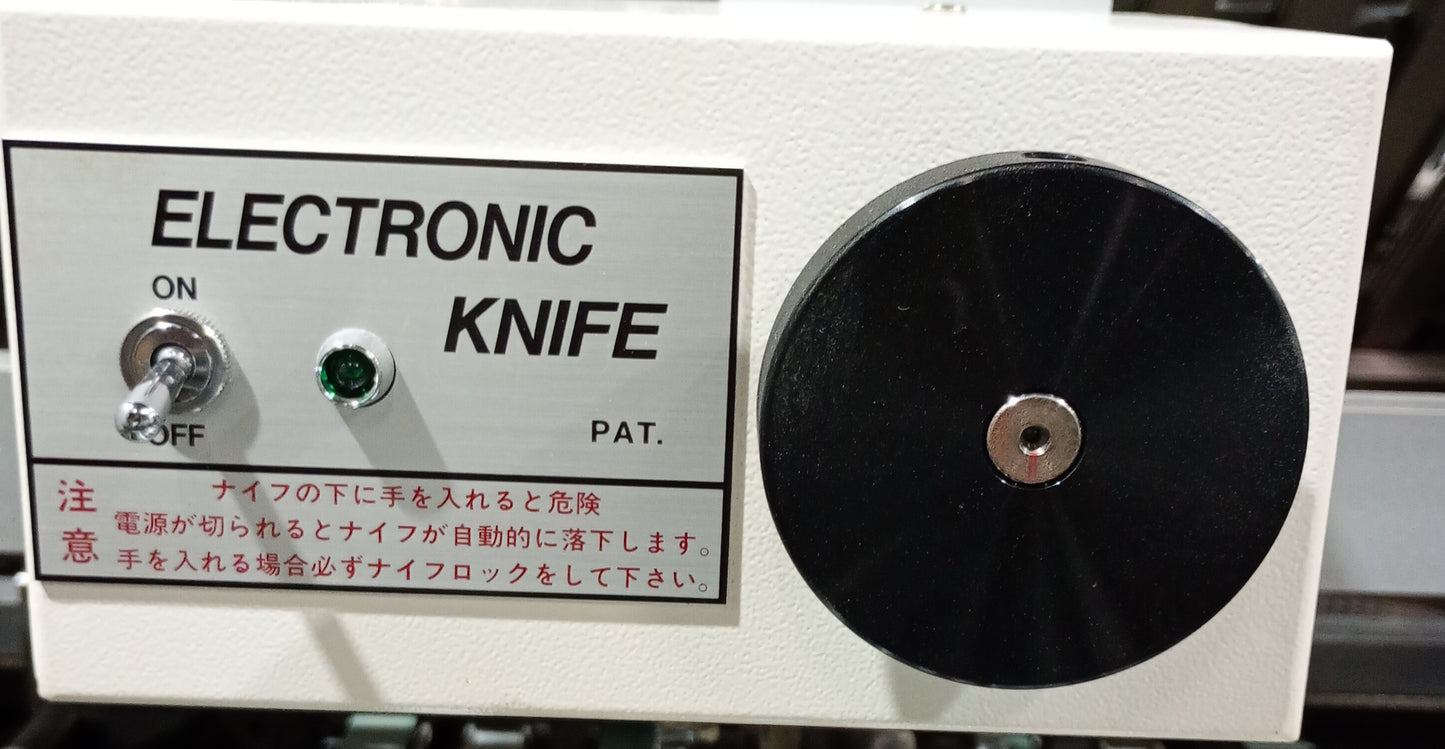 ELECTRONIC
KNIFE
ON
OFF
PAT.
注意
ナイフの下に手を入れると危険
電源が切られるとナイフが自動的に落下します。
手を入れる場合必ずナイフロックをして下さい。